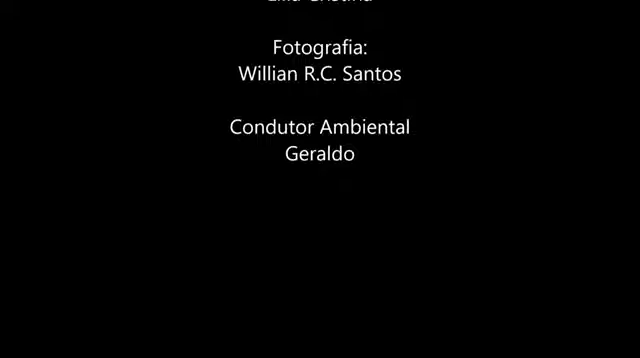 Fotografia:
Willian R.C. Santos
Condutor Ambiental
Geraldo